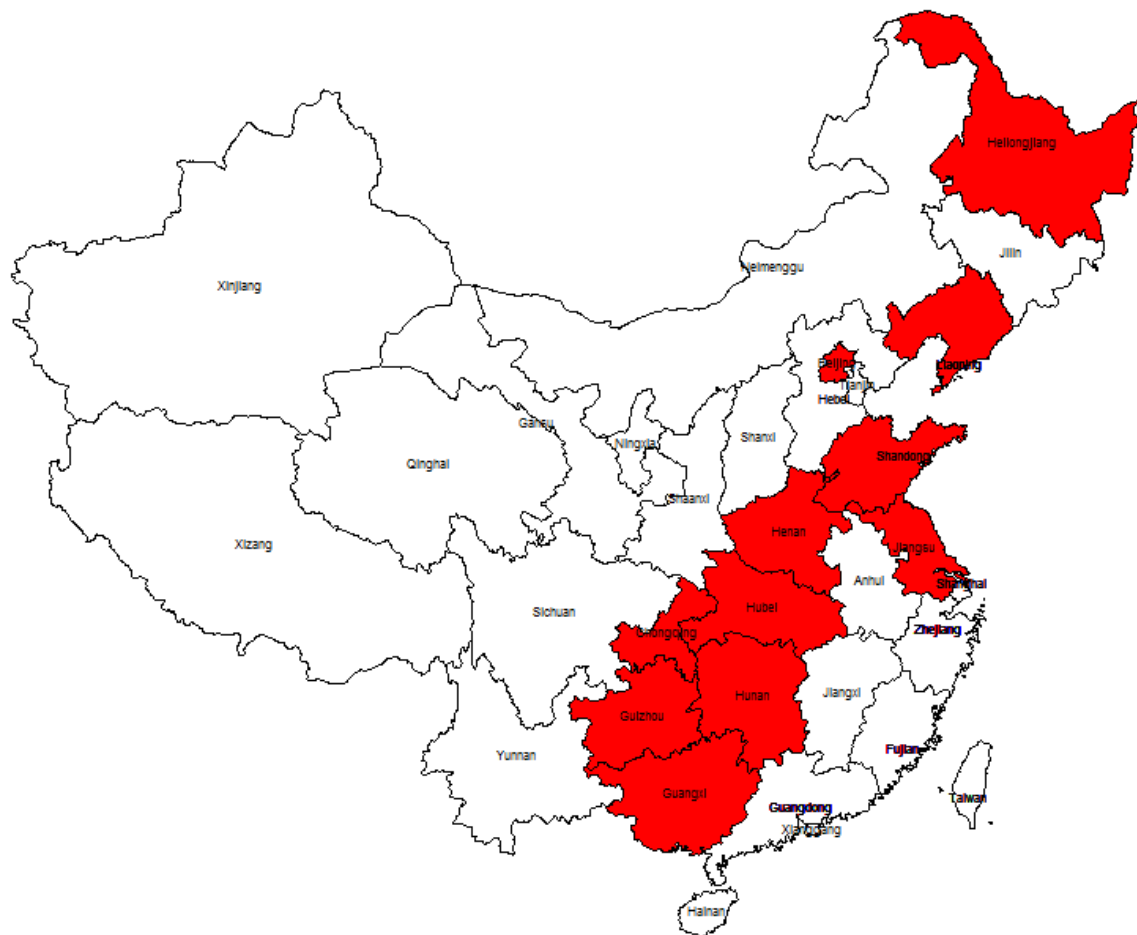 Heilongjiang
Jilin
Neimenggu
Xinjiang
Liaoning
Beijing
Tianjin
Hebei
Gansu
Ningxia
Shanxi
Shandong
Qinghai
Shaanxi
Henan
Xizang
Jiangsu
Anhui
Shanghai
Sichuan
Hubei
Chongqing
Zhejiang
Jiangxi
Hunan
Guizhou
Yunnan
Fujian
Guangxi
Taiwan
Guangdong
Xianggang
Hainan